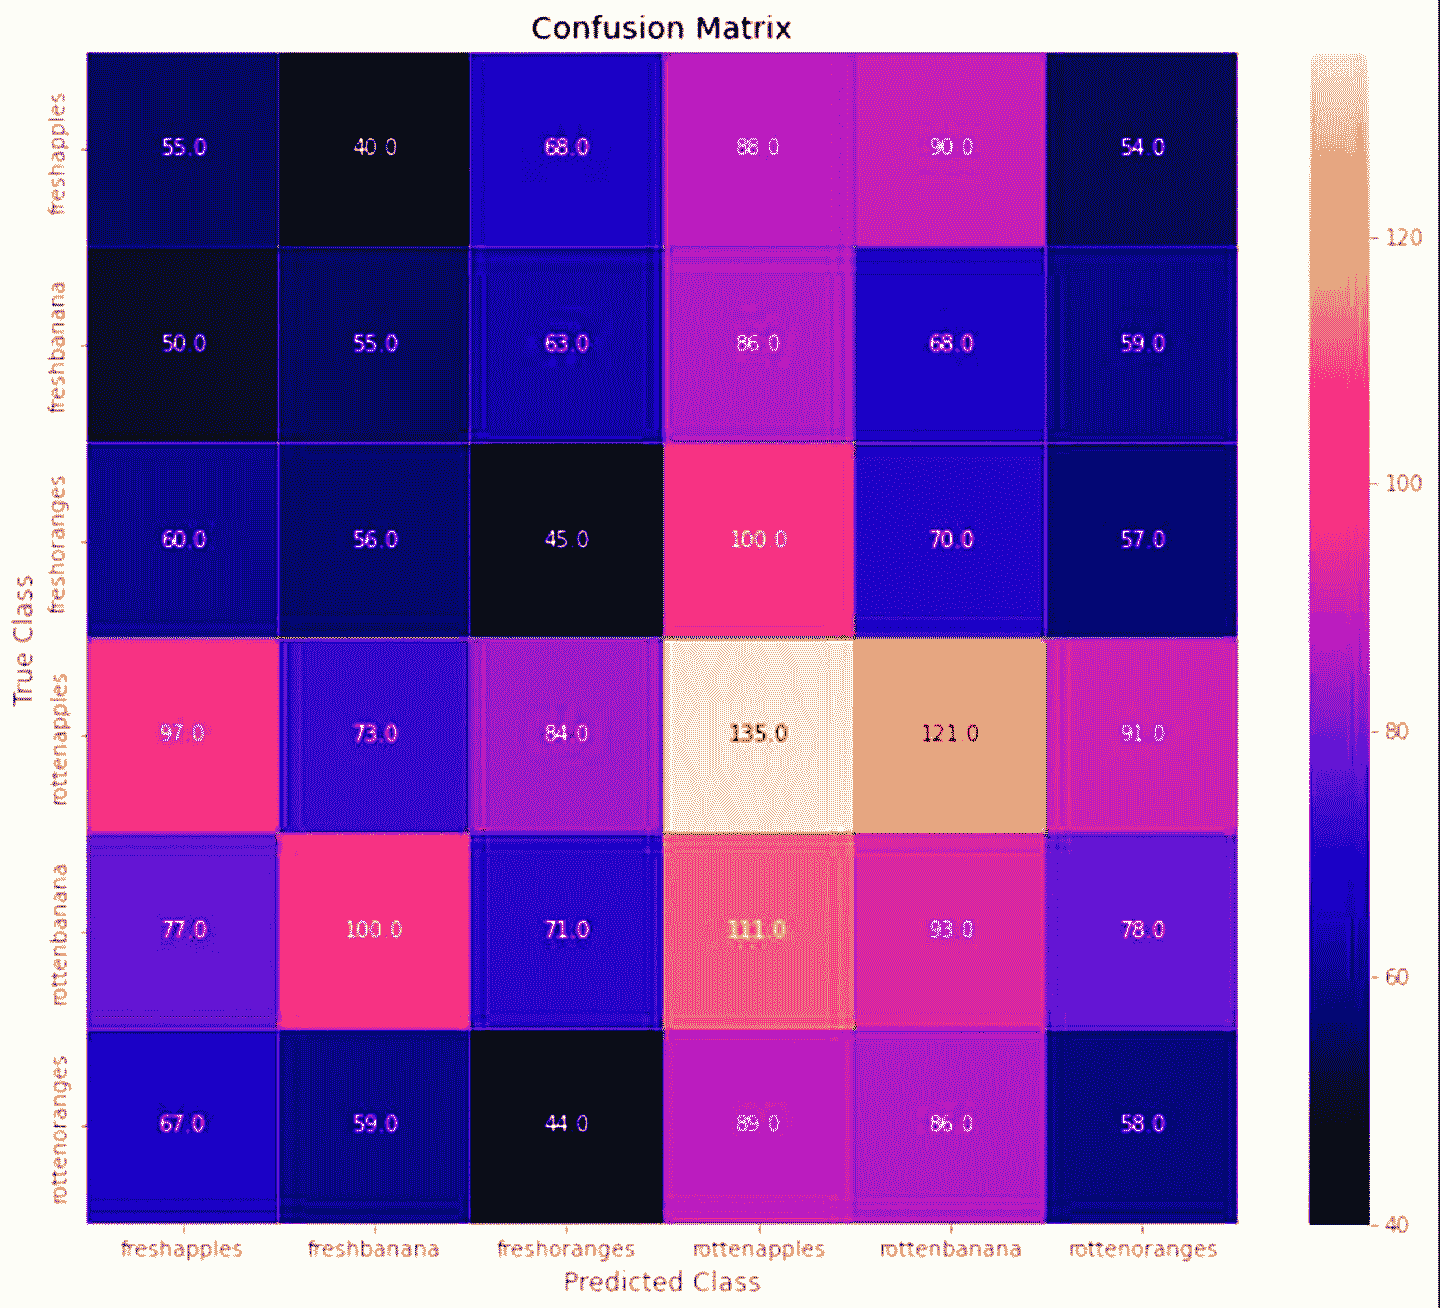 Confusion Matrix
True Class
freshapples 55.0 40.0 68.0 88.0 90.0 54.0
freshbanana 50.0 55.0 63.0 86.0 68.0 59.0
freshoranges 60.0 56.0 45.0 100.0 70.0 57.0
rottenapples 97.0 73.0 84.0 135.0 121.0 91.0
rottenbanana 77.0 100.0 71.0 111.0 93.0 78.0
rottenoranges 67.0 59.0 44.0 89.0 86.0 58.0
freshapples freshbanana freshoranges rottenapples rottenbanana rottenoranges
Predicted Class
120
100
80
60
40